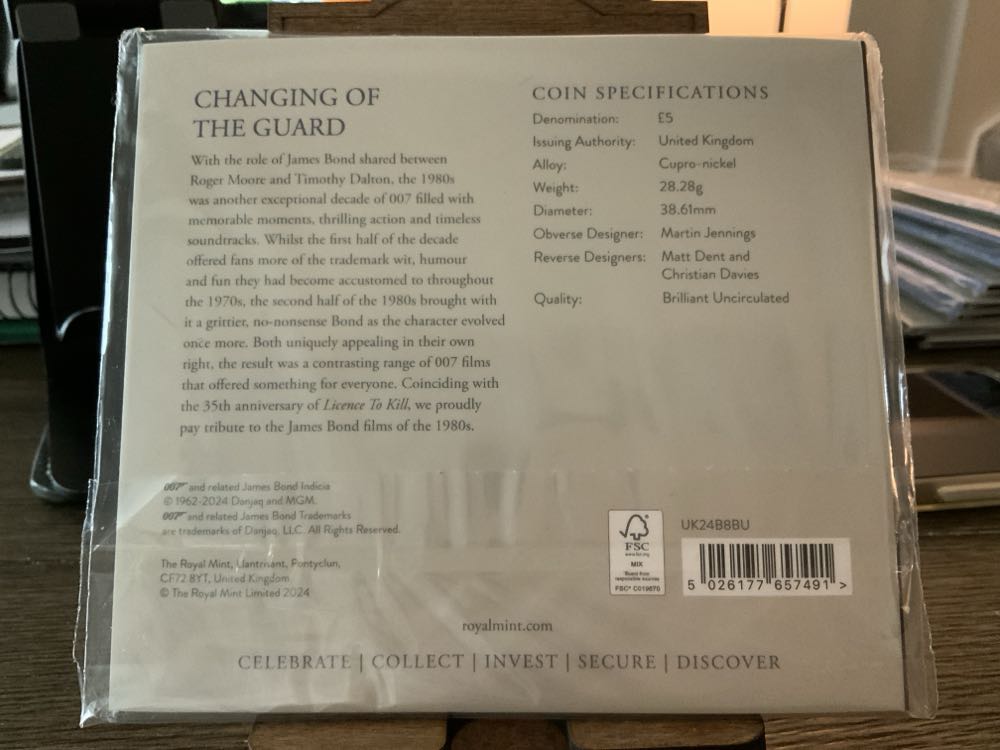 CHANGING OF
THE GUARD
With the role of James Bond shared between
Roger Moore and Timothy Dalton, the 1980s
was another exceptional decade of 007 filled with
memorable moments, thrilling action and timeless
soundtracks. Whilst the first half of the decade
offered fans more of the trademark wit, humour
and fun they had become accustomed to throughout
the 1970s, the second half of the 1980s brought with
it a grittier, no-nonsense Bond as the character evolved
once more. Both uniquely appealing in their own
right, the result was a contrasting range of 007 films
that offered something for everyone. Coinciding with
the 35th anniversary of Licence To Kill, we proudly
pay tribute to the James Bond films of the 1980s.
COIN SPECIFICATIONS
Denomination: £5
Issuing Authority: United Kingdom
Alloy: Cupro-nickel
Weight: 28.28g
Diameter: 38.61mm
Obverse Designer: Martin Jennings
Reverse Designers: Matt Dent and
Christian Davies
Quality: Brilliant Uncirculated
007 and related James Bond Indicia
© 1962-2024 Danjaq and MGM.
007 and related James Bond Trademarks
are trademarks of Danjaq, LLC. All Rights Reserved.
The Royal Mint, Llantrisant, Pontyclun,
CF72 8YT, United Kingdom
© The Royal Mint Limited 2024
FSC
www.fsc.org
MIX
Board from
responsible sources
FSC® C019670
UK24B8BU
5 026177 657491 >
royalmint.com
CELEBRATE | COLLECT | INVEST | SECURE | DISCOVER